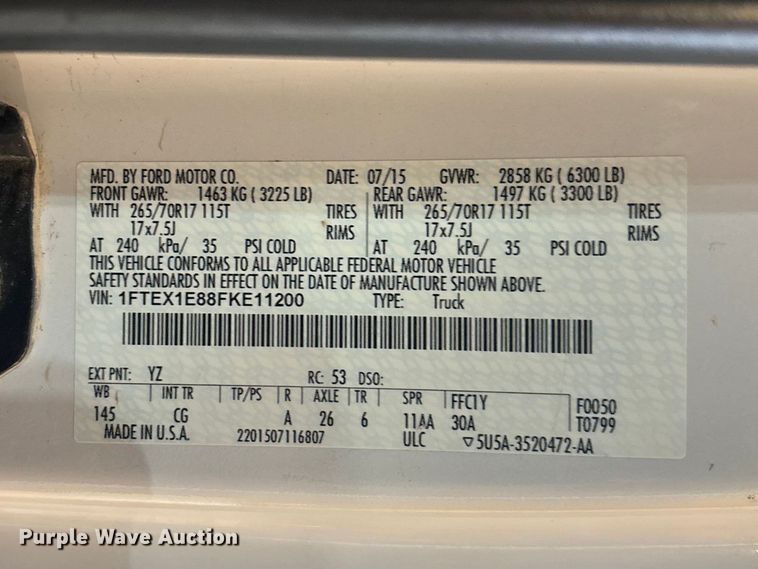 MFD. BY FORD MOTOR CO. DATE: 07/15 GVWR: 2858 KG ( 6300 LB)
FRONT GAWR: 1463 KG ( 3225 LB) REAR GAWR: 1497 KG ( 3300 LB)
WITH 265/70R17 115T TIRES WITH 265/70R17 115T TIRES
17x7.5J RIMS 17x7.5J RIMS
AT 240 kPa/ 35 PSI COLD AT 240 kPa/ 35 PSI COLD
THIS VEHICLE CONFORMS TO ALL APPLICABLE FEDERAL MOTOR VEHICLE
SAFETY STANDARDS IN EFFECT ON THE DATE OF MANUFACTURE SHOWN ABOVE.
VIN: 1FTEX1E88FKE11200 TYPE: Truck
EXT PNT: YZ RC: 53 DSO:
WB INT TR TP/PS R AXLE TR SPR FFC1Y F0050
145 CG A 26 6 11AA 30A T0799
MADE IN U.S.A. 2201507116807 ULC ▽5U5A-3520472-AA
Purple Wave Auction